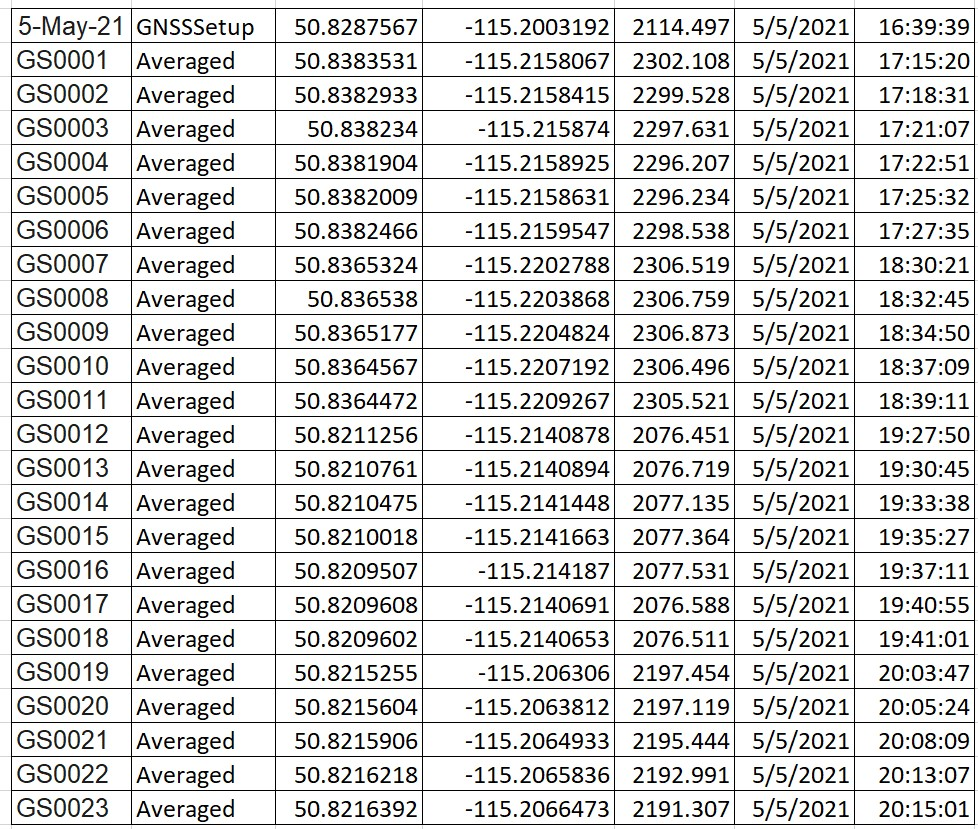 5-May-21 GNSSSetup 50.8287567 -115.2003192 2114.497 5/5/2021 16:39:39
GS0001 Averaged 50.8383531 -115.2158067 2302.108 5/5/2021 17:15:20
GS0002 Averaged 50.8382933 -115.2158415 2299.528 5/5/2021 17:18:31
GS0003 Averaged 50.838234 -115.215874 2297.631 5/5/2021 17:21:07
GS0004 Averaged 50.8381904 -115.2158925 2296.207 5/5/2021 17:22:51
GS0005 Averaged 50.8382009 -115.2158631 2296.234 5/5/2021 17:25:32
GS0006 Averaged 50.8382466 -115.2159547 2298.538 5/5/2021 17:27:35
GS0007 Averaged 50.8365324 -115.2202788 2306.519 5/5/2021 18:30:21
GS0008 Averaged 50.836538 -115.2203868 2306.759 5/5/2021 18:32:45
GS0009 Averaged 50.8365177 -115.2204824 2306.873 5/5/2021 18:34:50
GS0010 Averaged 50.8364567 -115.2207192 2306.496 5/5/2021 18:37:09
GS0011 Averaged 50.8364472 -115.2209267 2305.521 5/5/2021 18:39:11
GS0012 Averaged 50.8211256 -115.2140878 2076.451 5/5/2021 19:27:50
GS0013 Averaged 50.8210761 -115.2140894 2076.719 5/5/2021 19:30:45
GS0014 Averaged 50.8210475 -115.2141448 2077.135 5/5/2021 19:33:38
GS0015 Averaged 50.8210018 -115.2141663 2077.364 5/5/2021 19:35:27
GS0016 Averaged 50.8209507 -115.214187 2077.531 5/5/2021 19:37:11
GS0017 Averaged 50.8209608 -115.2140691 2076.588 5/5/2021 19:40:55
GS0018 Averaged 50.8209602 -115.2140653 2076.511 5/5/2021 19:41:01
GS0019 Averaged 50.8215255 -115.206306 2197.454 5/5/2021 20:03:47
GS0020 Averaged 50.8215604 -115.2063812 2197.119 5/5/2021 20:05:24
GS0021 Averaged 50.8215906 -115.2064933 2195.444 5/5/2021 20:08:09
GS0022 Averaged 50.8216218 -115.2065836 2192.991 5/5/2021 20:13:07
GS0023 Averaged 50.8216392 -115.2066473 2191.307 5/5/2021 20:15:01